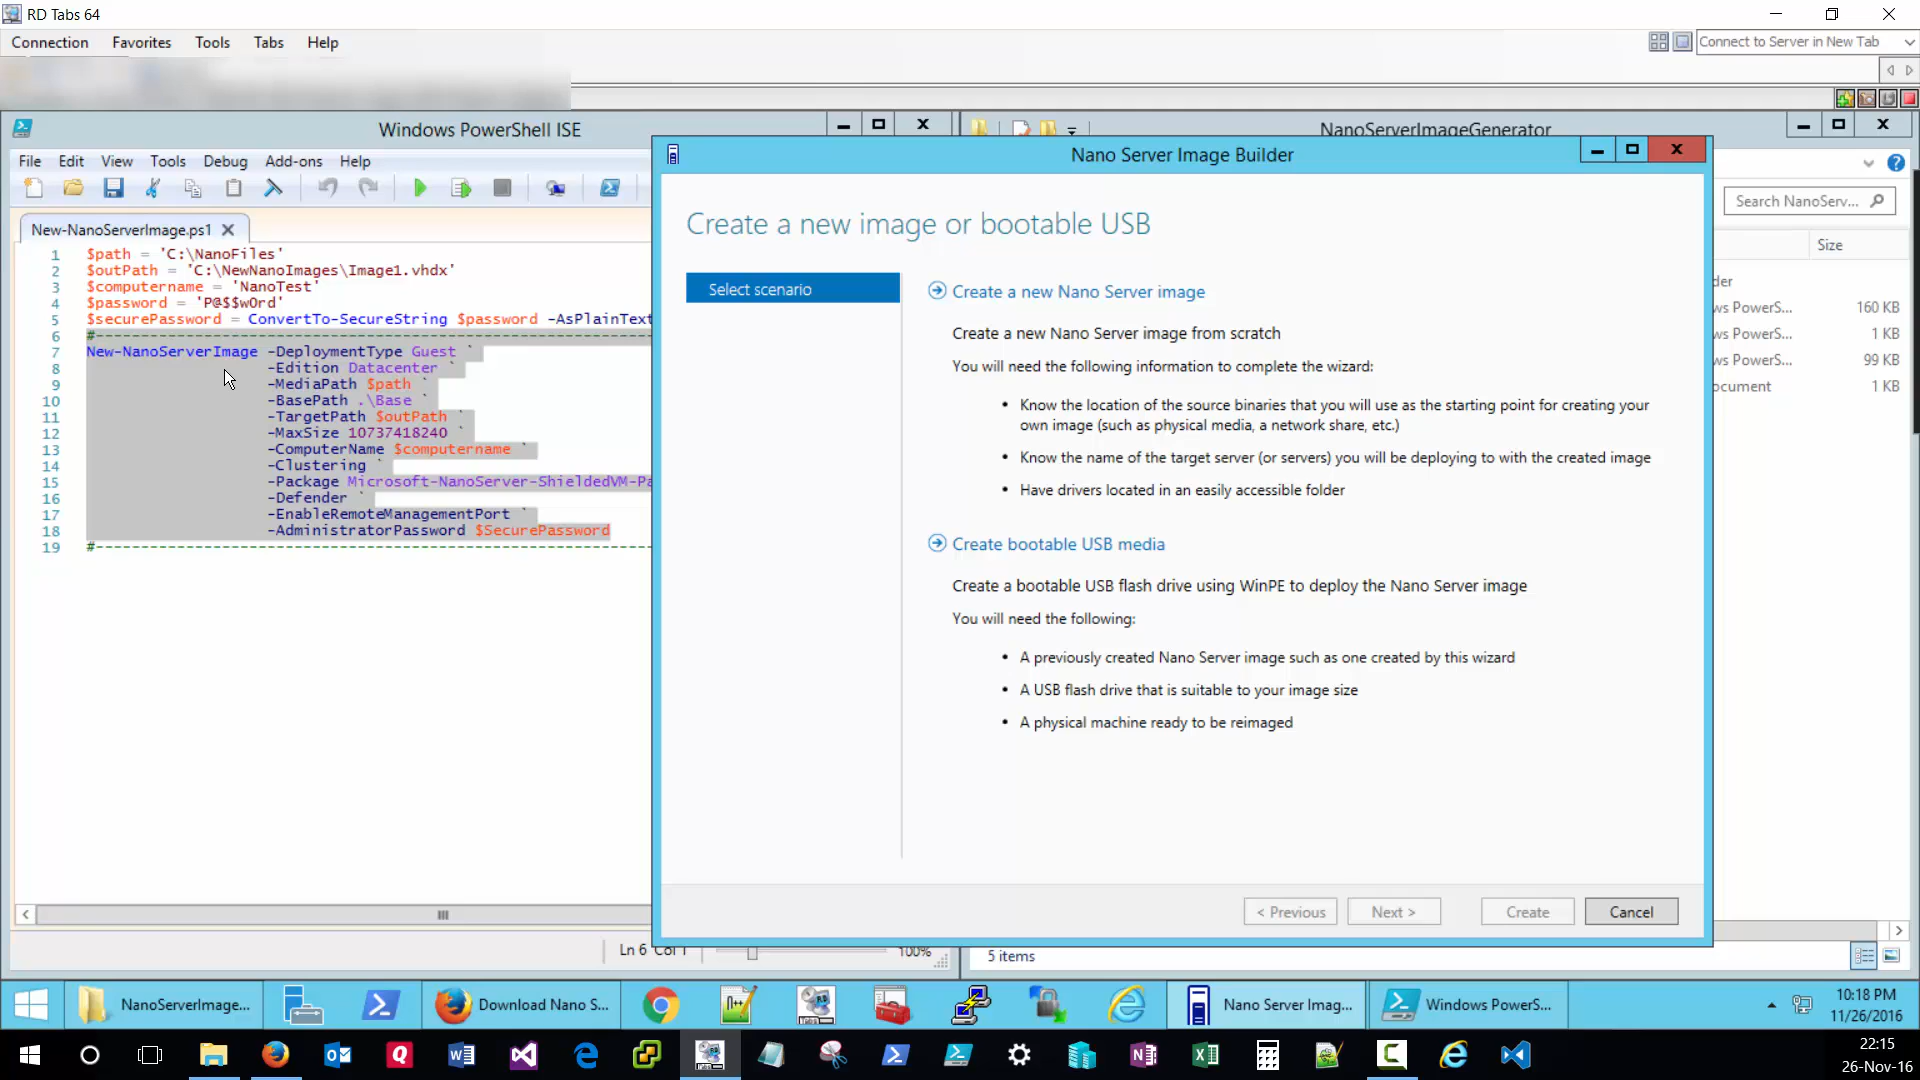 RD Tabs 64
Connection Favorites Tools Tabs Help
Connect to Server in New Tab
Windows PowerShell ISE
File Edit View Tools Debug Add-ons Help
New-NanoServerImage.ps1
1 $path = 'C:\NanoFiles'
2 $outPath = 'C:\NewNanoImages\Image1.vhdx'
3 $computername = 'NanoTest'
4 $password = 'P@$$w0rd'
5 $securePassword = ConvertTo-SecureString $password -AsPlainText
6 #---------------------------------------------------------------
7 New-NanoServerImage -DeploymentType Guest `
8 -Edition Datacenter `
9 -MediaPath $path `
10 -BasePath .\Base `
11 -TargetPath $outPath `
12 -MaxSize 10737418240 `
13 -ComputerName $computername `
14 -Clustering `
15 -Package Microsoft-NanoServer-ShieldedVM-Pa
16 -Defender `
17 -EnableRemoteManagementPort `
18 -AdministratorPassword $SecurePassword
19 #---------------------------------------------------------------
Ln 6 Col 1
100%
NanoServerImageGenerator
Search NanoServ...
Size
der
ws PowerS... 160 KB
ws PowerS... 1 KB
ws PowerS... 99 KB
ocument 1 KB
5 items
Nano Server Image Builder
Create a new image or bootable USB
Select scenario
Create a new Nano Server image
Create a new Nano Server image from scratch
You will need the following information to complete the wizard:
• Know the location of the source binaries that you will use as the starting point for creating your
own image (such as physical media, a network share, etc.)
• Know the name of the target server (or servers) you will be deploying to with the created image
• Have drivers located in an easily accessible folder
Create bootable USB media
Create a bootable USB flash drive using WinPE to deploy the Nano Server image
You will need the following:
• A previously created Nano Server image such as one created by this wizard
• A USB flash drive that is suitable to your image size
• A physical machine ready to be reimaged
< Previous Next > Create Cancel
NanoServerImage...
Download Nano S...
Nano Server Imag...
Windows PowerS...
10:18 PM
11/26/2016
22:15
26-Nov-16